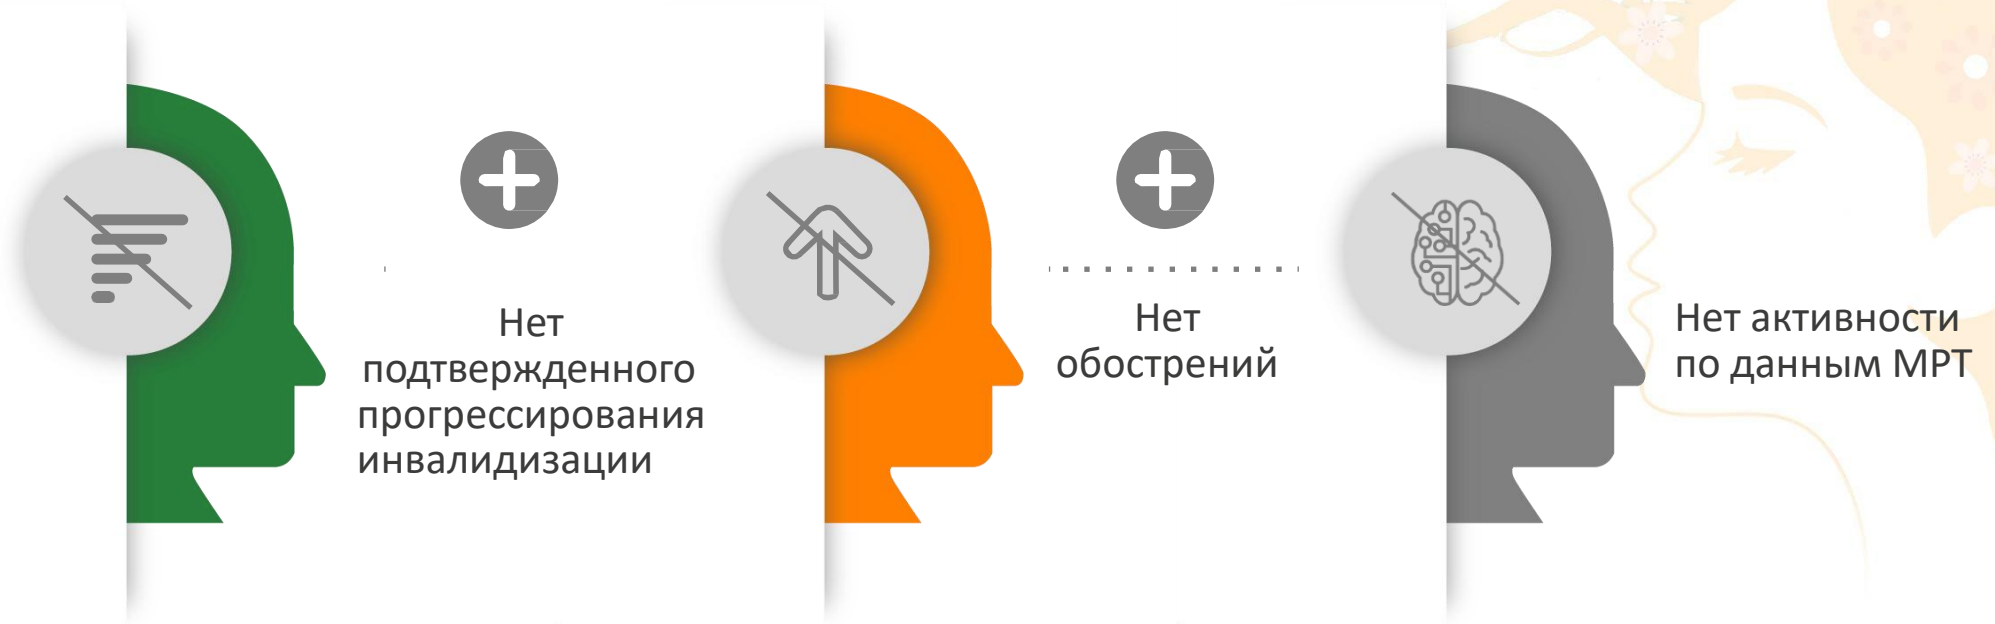 Нет
подтвержденного
прогрессирования
инвалидизации
Нет
обострений
Нет активности
по данным МРТ